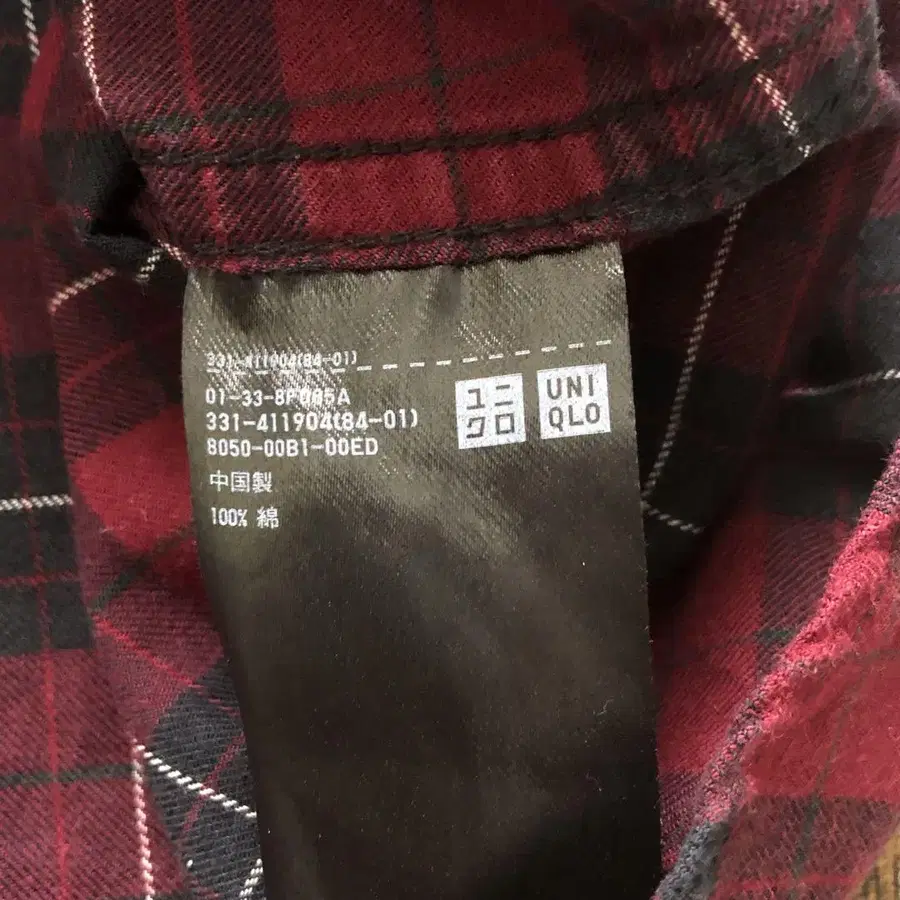 331-411904(84-01)
01-33-8P005A
331-411904(84-01)
8050-00B1-00ED
中国製
100% 綿
ユニ
クロ
UNI
QLO